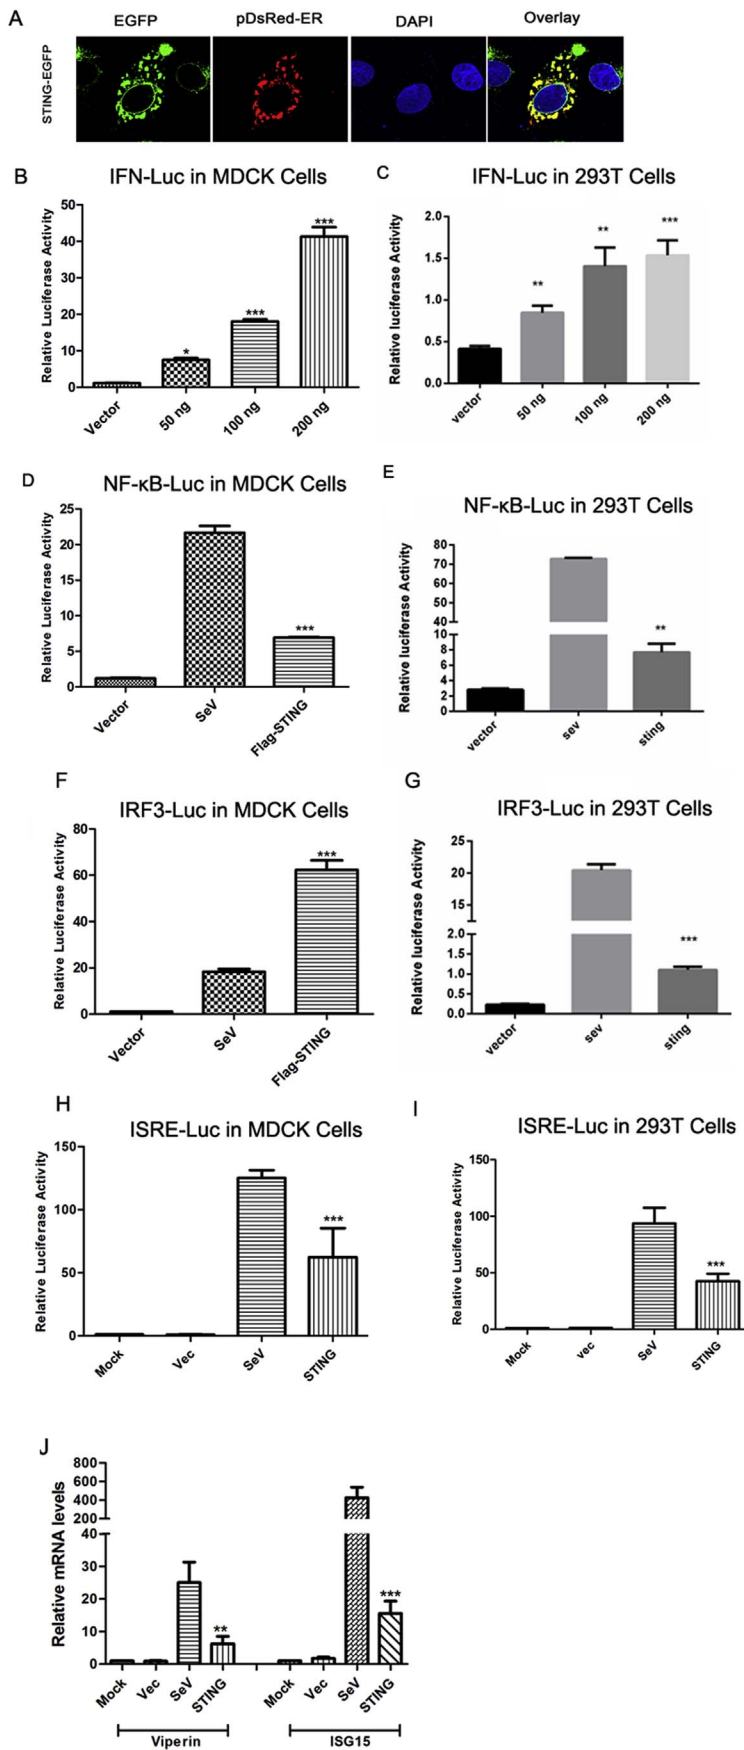 A
EGFP
pDsRed-ER
DAPI
Overlay
STING-EGFP
B
IFN-Luc in MDCK Cells
Relative Luciferase Activity
50
40
30
20
10
0
*
***
***
Vector
50 ng
100 ng
200 ng
C
IFN-Luc in 293T Cells
Relative luciferase Activity
2.0
1.5
1.0
0.5
0.0
**
**
***
vector
50 ng
100 ng
200 ng
D
NF-κB-Luc in MDCK Cells
Relative Luciferase Activity
25
20
15
10
5
0
***
Vector
SeV
Flag-STING
E
NF-κB-Luc in 293T Cells
Relative luciferase Activity
80
70
60
50
40
10
8
6
4
2
0
**
vector
sev
sting
F
IRF3-Luc in MDCK Cells
Relative Luciferase Activity
80
60
40
20
0
***
Vector
SeV
Flag-STING
G
IRF3-Luc in 293T Cells
Relative luciferase Activity
25
20
15
2.0
1.5
1.0
0.5
0.0
***
vector
sev
sting
H
ISRE-Luc in MDCK Cells
Relative Luciferase Activity
150
100
50
0
***
Mock
Vec
SeV
STING
I
ISRE-Luc in 293T Cells
Relative Luciferase Activity
150
100
50
0
***
Mock
vec
SeV
STING
J
Relative mRNA levels
800
600
400
200
40
30
20
10
0
**
***
Mock
Vec
SeV
STING
Mock
Vec
SeV
STING
Viperin
ISG15